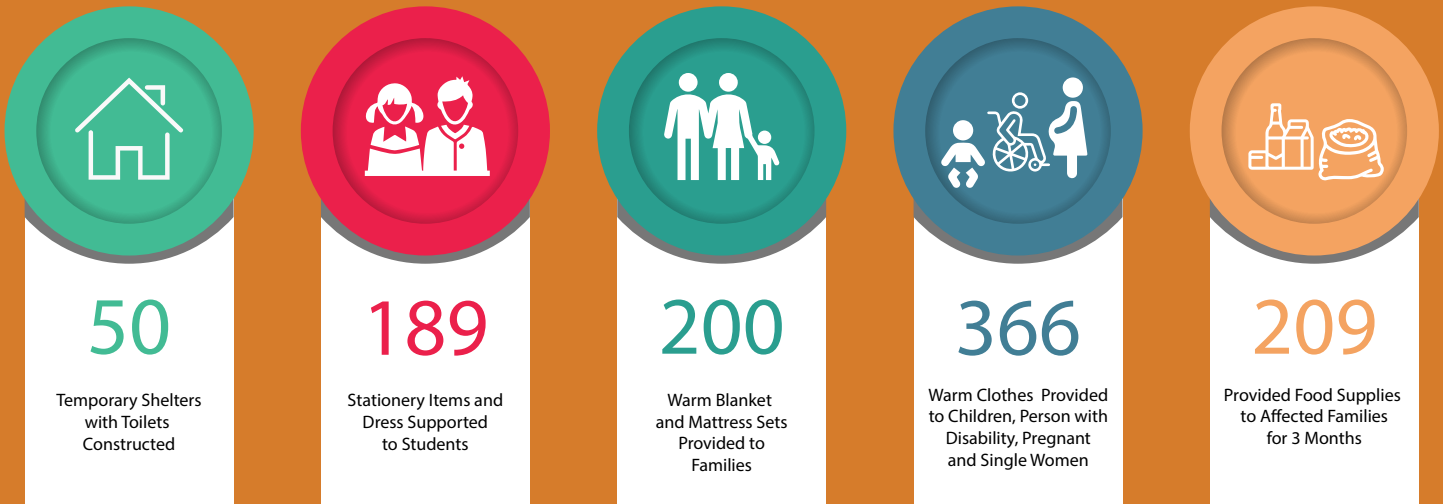 50
Temporary Shelters
with Toilets
Constructed
189
Stationery Items and
Dress Supported
to Students
200
Warm Blanket
and Mattress Sets
Provided to
Families
366
Warm Clothes Provided
to Children, Person with
Disability, Pregnant
and Single Women
209
Provided Food Supplies
to Affected Families
for 3 Months